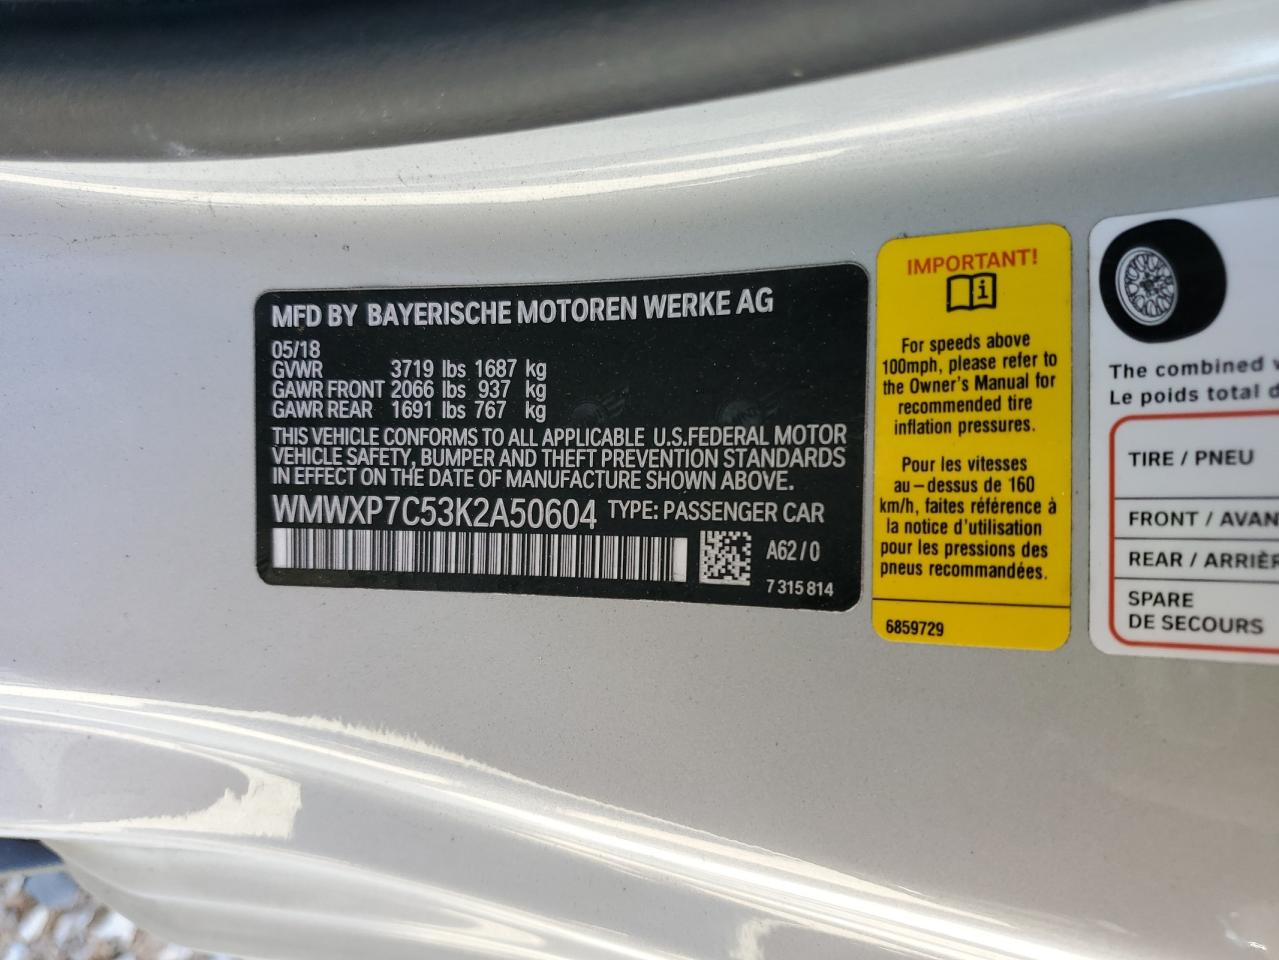 MFD BY BAYERISCHE MOTOREN WERKE AG
05/18
GVWR 3719 lbs 1687 kg
GAWR FRONT 2066 lbs 937 kg
GAWR REAR 1691 lbs 767 kg
THIS VEHICLE CONFORMS TO ALL APPLICABLE U.S.FEDERAL MOTOR
VEHICLE SAFETY, BUMPER AND THEFT PREVENTION STANDARDS
IN EFFECT ON THE DATE OF MANUFACTURE SHOWN ABOVE.
WMWXP7C53K2A50604 TYPE: PASSENGER CAR
A62/0
7 315 814
IMPORTANT!
For speeds above
100mph, please refer to
the Owner's Manual for
recommended tire
inflation pressures.
Pour les vitesses
au-dessus de 160
km/h, faites référence à
la notice d'utilisation
pour les pressions des
pneus recommandées.
6859729
The combined
Le poids total
TIRE / PNEU
FRONT / AVAN
REAR / ARRIÈR
SPARE
DE SECOURS